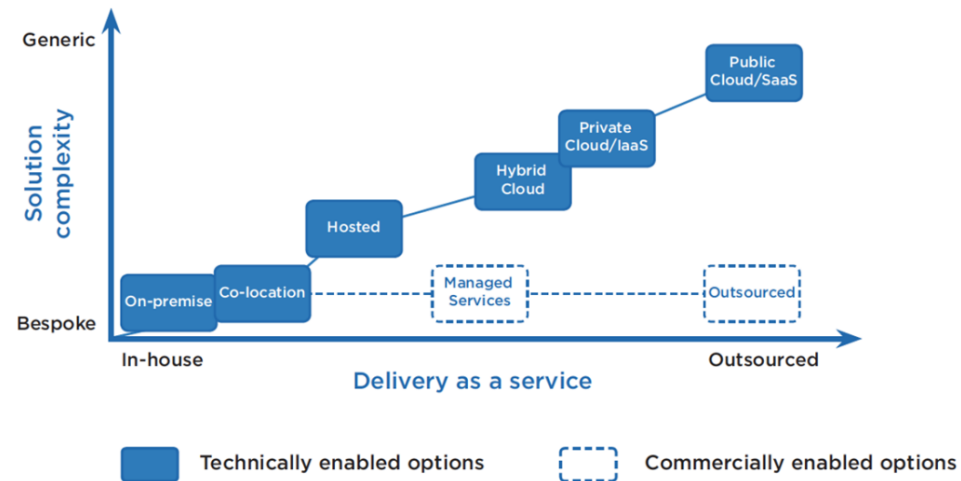 Generic
Solution
complexity
Bespoke
On-premise
Co-location
Hosted
Hybrid
Cloud
Private
Cloud/IaaS
Public
Cloud/SaaS
Managed
Services
Outsourced
In-house
Outsourced
Delivery as a service
Technically enabled options
Commercially enabled options